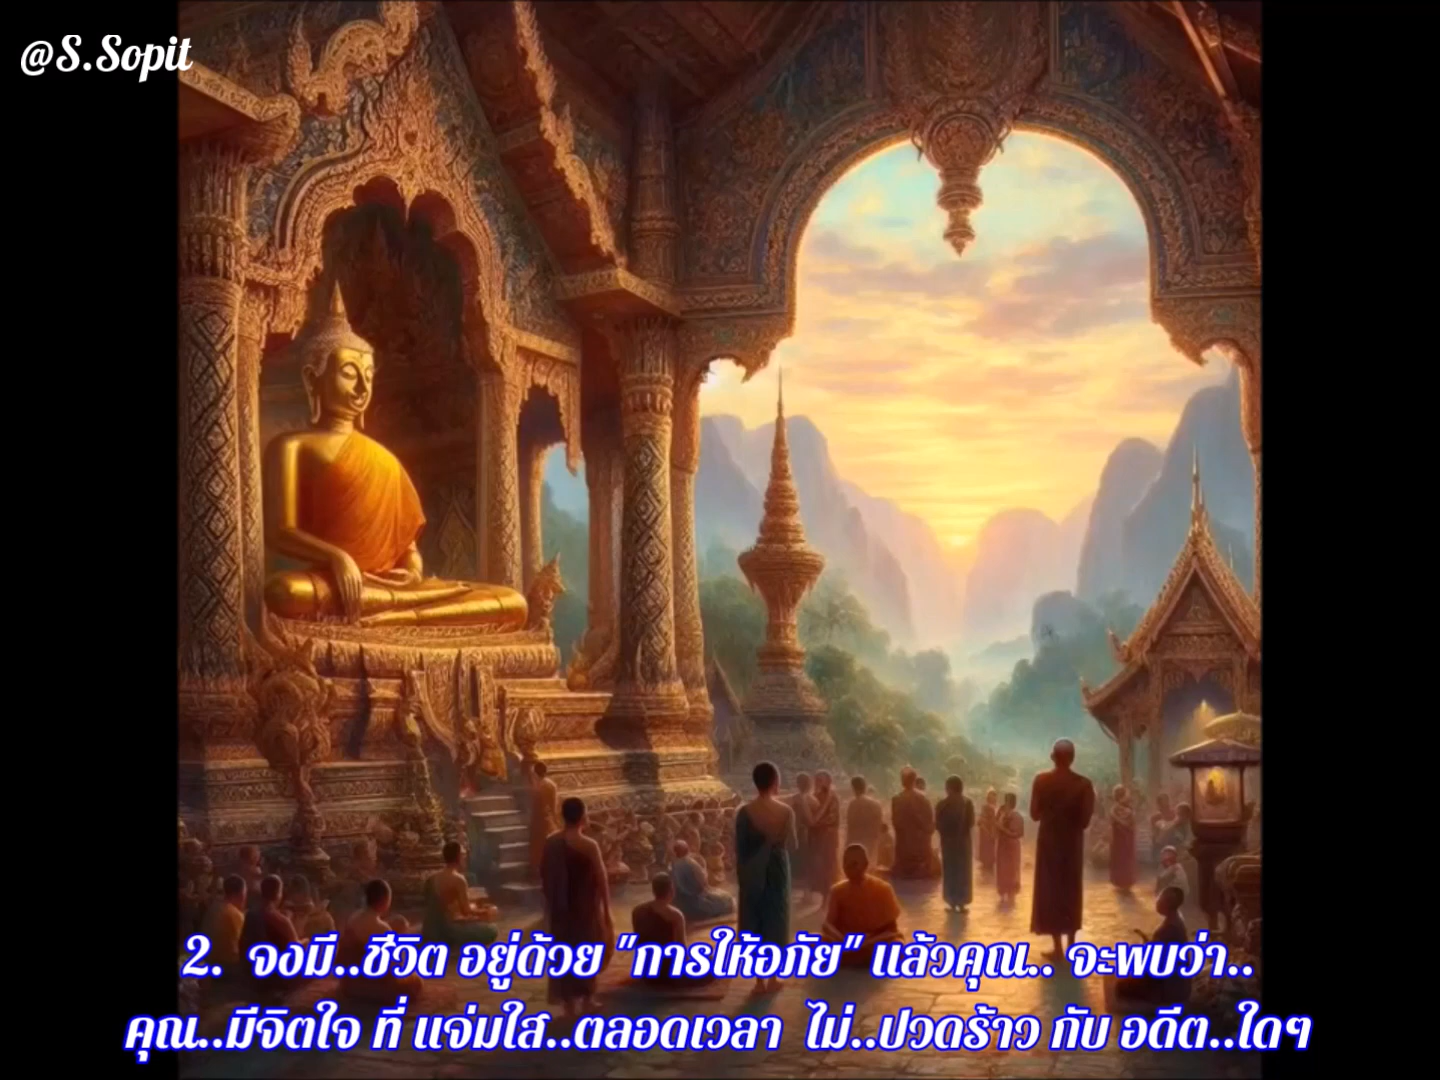 @S.Sopit
2. จงมี..ชีวิต อยู่ด้วย "การให้อภัย" แล้วคุณ.. จะพบว่า..
คุณ..มีจิตใจ ที่ แจ่มใส..ตลอดเวลา ไม่..ปวดร้าว กับ อดีต..ใดๆ